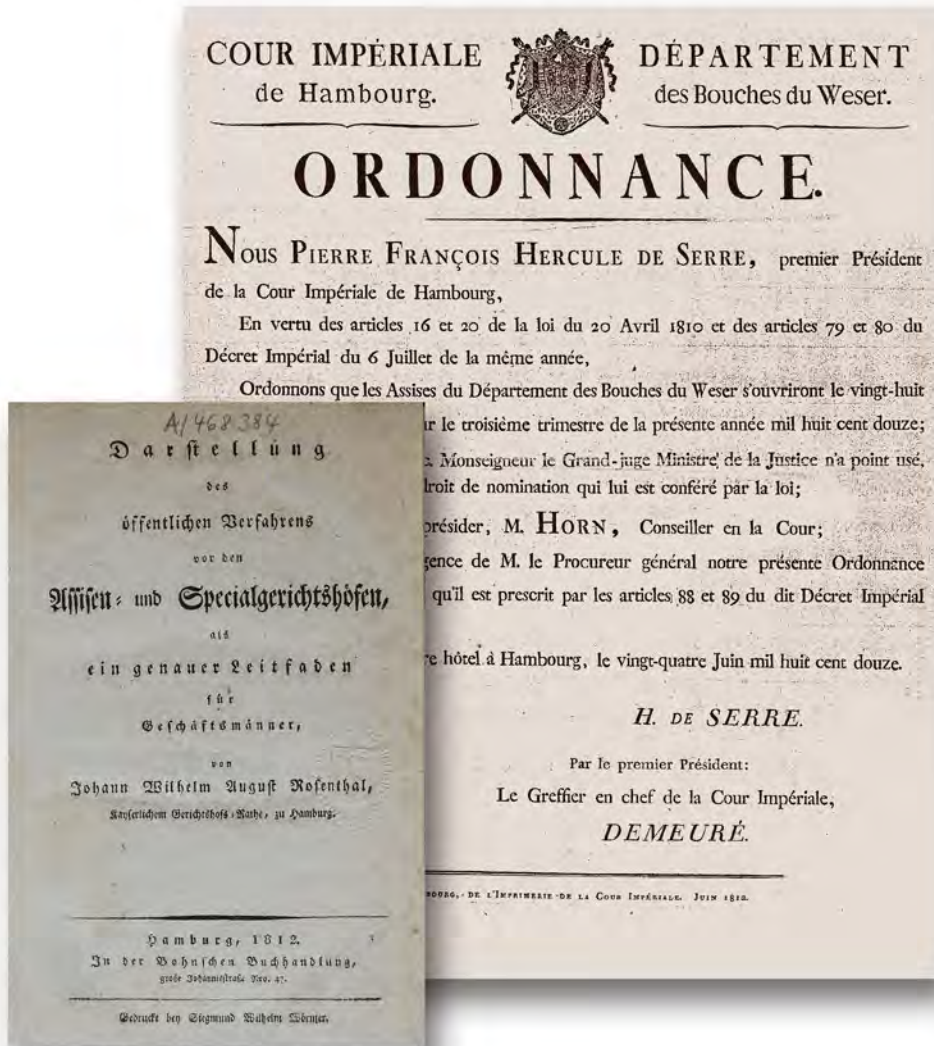 COUR IMPÉRIALE
de Hambourg.
DÉPARTEMENT
des Bouches du Weser.
ORDONNANCE.
NOUS PIERRE FRANÇOIS HERCULE DE SERRE, premier Président
de la Cour Impériale de Hambourg,
En vertu des articles 16 et 20 de la loi du 20 Avril 1810 et des articles 79 et 80 du
Décret Impérial du 6 Juillet de la même année,
Ordonnons que les Assises du Département des Bouches du Weser s'ouvriront le vingt-huit
le troisième trimestre de la présente année mil huit cent douze;
Monseigneur le Grand-juge Ministre de la Justice n'a point usé,
droit de nomination qui lui est conféré par la loi;
présider, M. HORN, Conseiller en la Cour;
de M. le Procureur général notre présente Ordonnance
qu'il est prescrit par les articles 88 et 89 du dit Décret Impérial
hôtel à Hambourg, le vingt-quatre Juin mil huit cent douze.
H. DE SERRE.
Par le premier Président:
Le Greffier en chef de la Cour Impériale,
DEMEURÉ.
DE L'IMPRIMERIE DE LA COUR IMPÉRIALE. JUIN 1812.
A/468384
Darstellung
des
öffentlichen Verfahrens
vor den
Assisen- und Specialgerichtshöfen,
als
ein genauer Leitfaden
für
Geschäftsmänner,
von
Johann Wilhelm August Rosenthal,
Kayserlichem Gerichtshofs-Rathe, zu Hamburg.
Hamburg, 1812.
In der Bohnschen Buchhandlung,
große Johannisstraße Nro. 47.
Gedruckt bey Siegmund Wilhelm Wörmer.